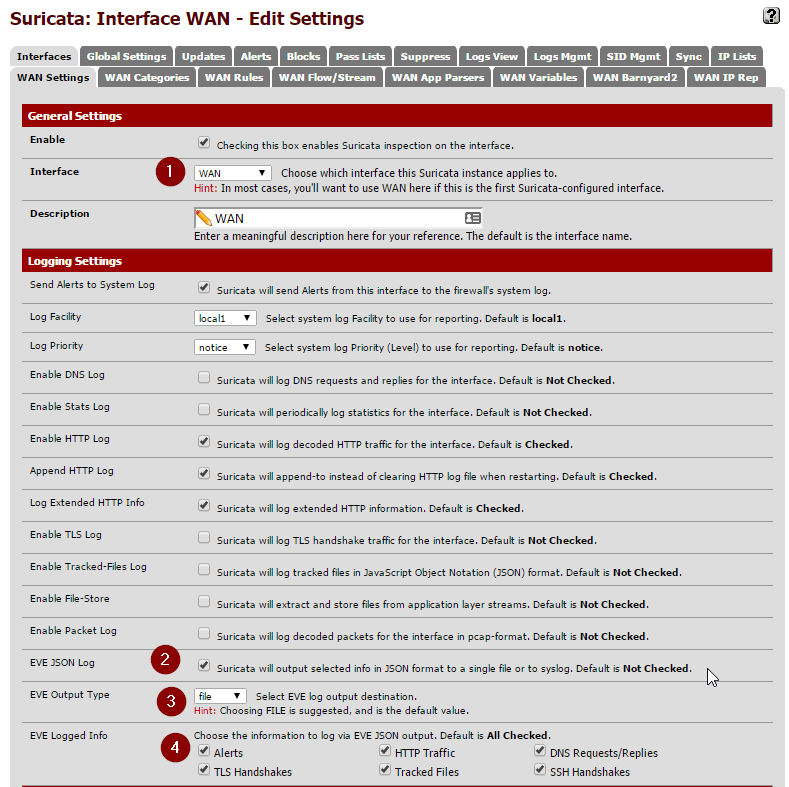 Suricata: Interface WAN - Edit Settings
?
Interfaces Global Settings Updates Alerts Blocks Pass Lists Suppress Logs View Logs Mgmt SID Mgmt Sync IP Lists
WAN Settings WAN Categories WAN Rules WAN Flow/Stream WAN App Parsers WAN Variables WAN Barnyard2 WAN IP Rep
General Settings
Enable Checking this box enables Suricata inspection on the interface.
Interface 1 WAN Choose which interface this Suricata instance applies to.
Hint: In most cases, you'll want to use WAN here if this is the first Suricata-configured interface.
Description WAN
Enter a meaningful description here for your reference. The default is the interface name.
Logging Settings
Send Alerts to System Log Suricata will send Alerts from this interface to the firewall's system log.
Log Facility local1 Select system log Facility to use for reporting. Default is local1.
Log Priority notice Select system log Priority (Level) to use for reporting. Default is notice.
Enable DNS Log Suricata will log DNS requests and replies for the interface. Default is Not Checked.
Enable Stats Log Suricata will periodically log statistics for the interface. Default is Not Checked.
Enable HTTP Log Suricata will log decoded HTTP traffic for the interface. Default is Checked.
Append HTTP Log Suricata will append-to instead of clearing HTTP log file when restarting. Default is Checked.
Log Extended HTTP Info Suricata will log extended HTTP information. Default is Checked.
Enable TLS Log Suricata will log TLS handshake traffic for the interface. Default is Not Checked.
Enable Tracked-Files Log Suricata will log tracked files in JavaScript Object Notation (JSON) format. Default is Not Checked.
Enable File-Store Suricata will extract and store files from application layer streams. Default is Not Checked.
Enable Packet Log Suricata will log decoded packets for the interface in pcap-format. Default is Not Checked.
EVE JSON Log 2 Suricata will output selected info in JSON format to a single file or to syslog. Default is Not Checked.
EVE Output Type 3 file Select EVE log output destination.
Hint: Choosing FILE is suggested, and is the default value.
EVE Logged Info 4 Choose the information to log via EVE JSON output. Default is All Checked.
Alerts HTTP Traffic DNS Requests/Replies
TLS Handshakes Tracked Files SSH Handshakes